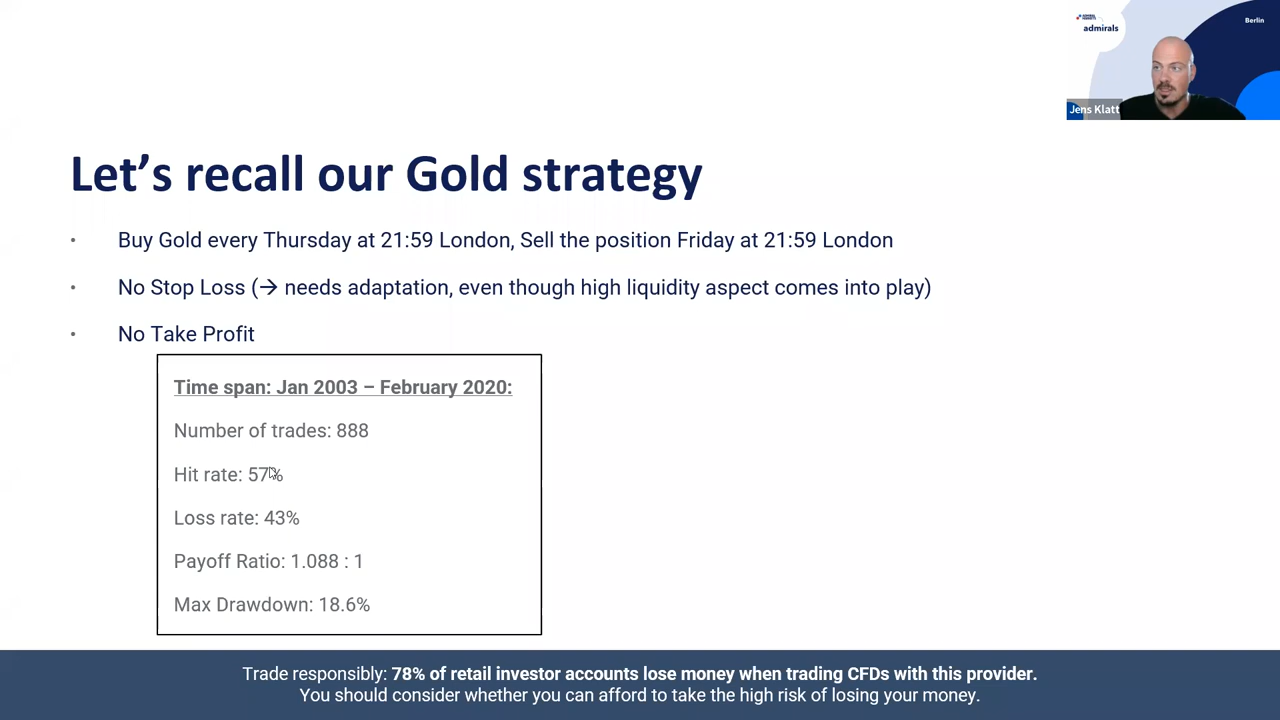 admirals
Berlin
Jens Klatt
Let’s recall our Gold strategy
• Buy Gold every Thursday at 21:59 London, Sell the position Friday at 21:59 London
• No Stop Loss (→ needs adaptation, even though high liquidity aspect comes into play)
• No Take Profit
Time span: Jan 2003 – February 2020:
Number of trades: 888
Hit rate: 57%
Loss rate: 43%
Payoff Ratio: 1.088 : 1
Max Drawdown: 18.6%
Trade responsibly: 78% of retail investor accounts lose money when trading CFDs with this provider.
You should consider whether you can afford to take the high risk of losing your money.